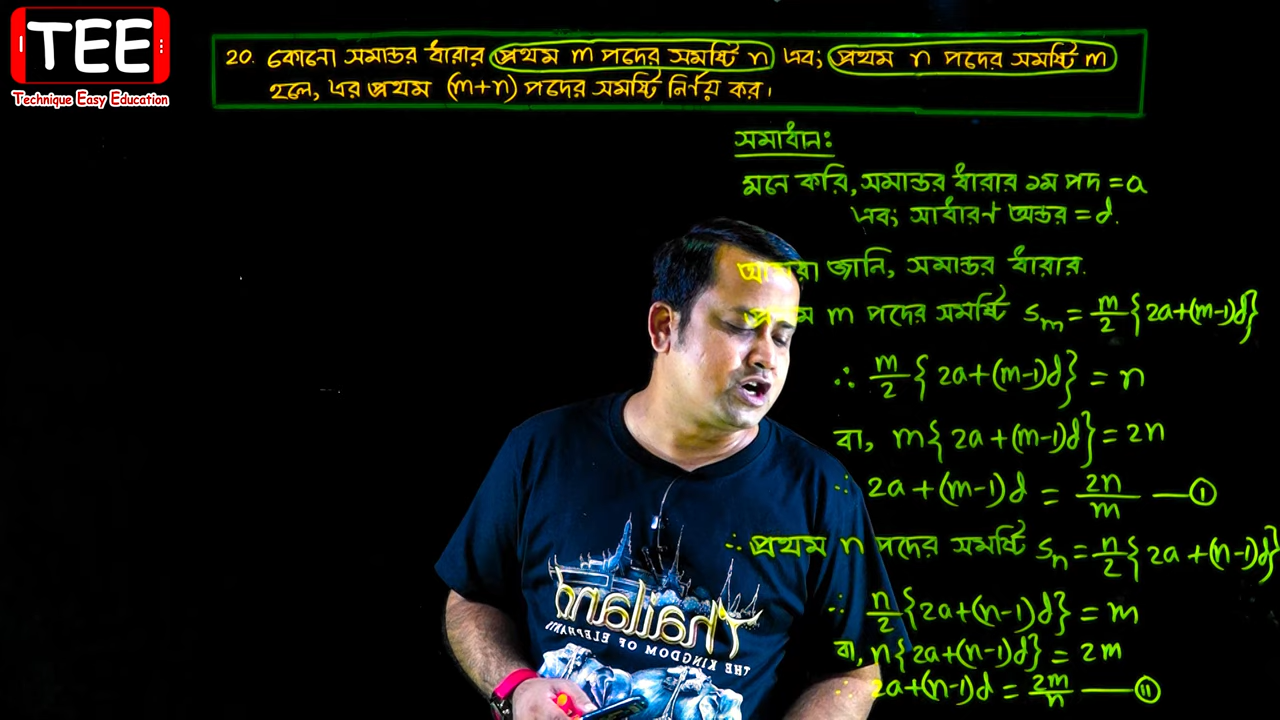 TEE
Technique Easy Education
20. কোনো সমান্তর ধারার প্রথম m পদের সমষ্টি n এবং প্রথম n পদের সমষ্টি m
হলে, এর প্রথম (m+n) পদের সমষ্টি নির্ণয় কর।
সমাধান:
মনে করি, সমান্তর ধারার ১ম পদ = a
এবং সাধারণ অন্তর = d.
আমরা জানি, সমান্তর ধারার
প্রথম m পদের সমষ্টি Sm = m/2 {2a+(m-1)d}
∴ m/2 {2a+(m-1)d} = n
বা, m{2a+(m-1)d} = 2n
∴ 2a+(m-1)d = 2n/m — (i)
∴ প্রথম n পদের সমষ্টি Sn = n/2 {2a+(n-1)d}
∴ n/2 {2a+(n-1)d} = m
বা, n{2a+(n-1)d} = 2m
∴ 2a+(n-1)d = 2m/n — (ii)
Thailand
THE KINGDOM OF ELEPHANTS